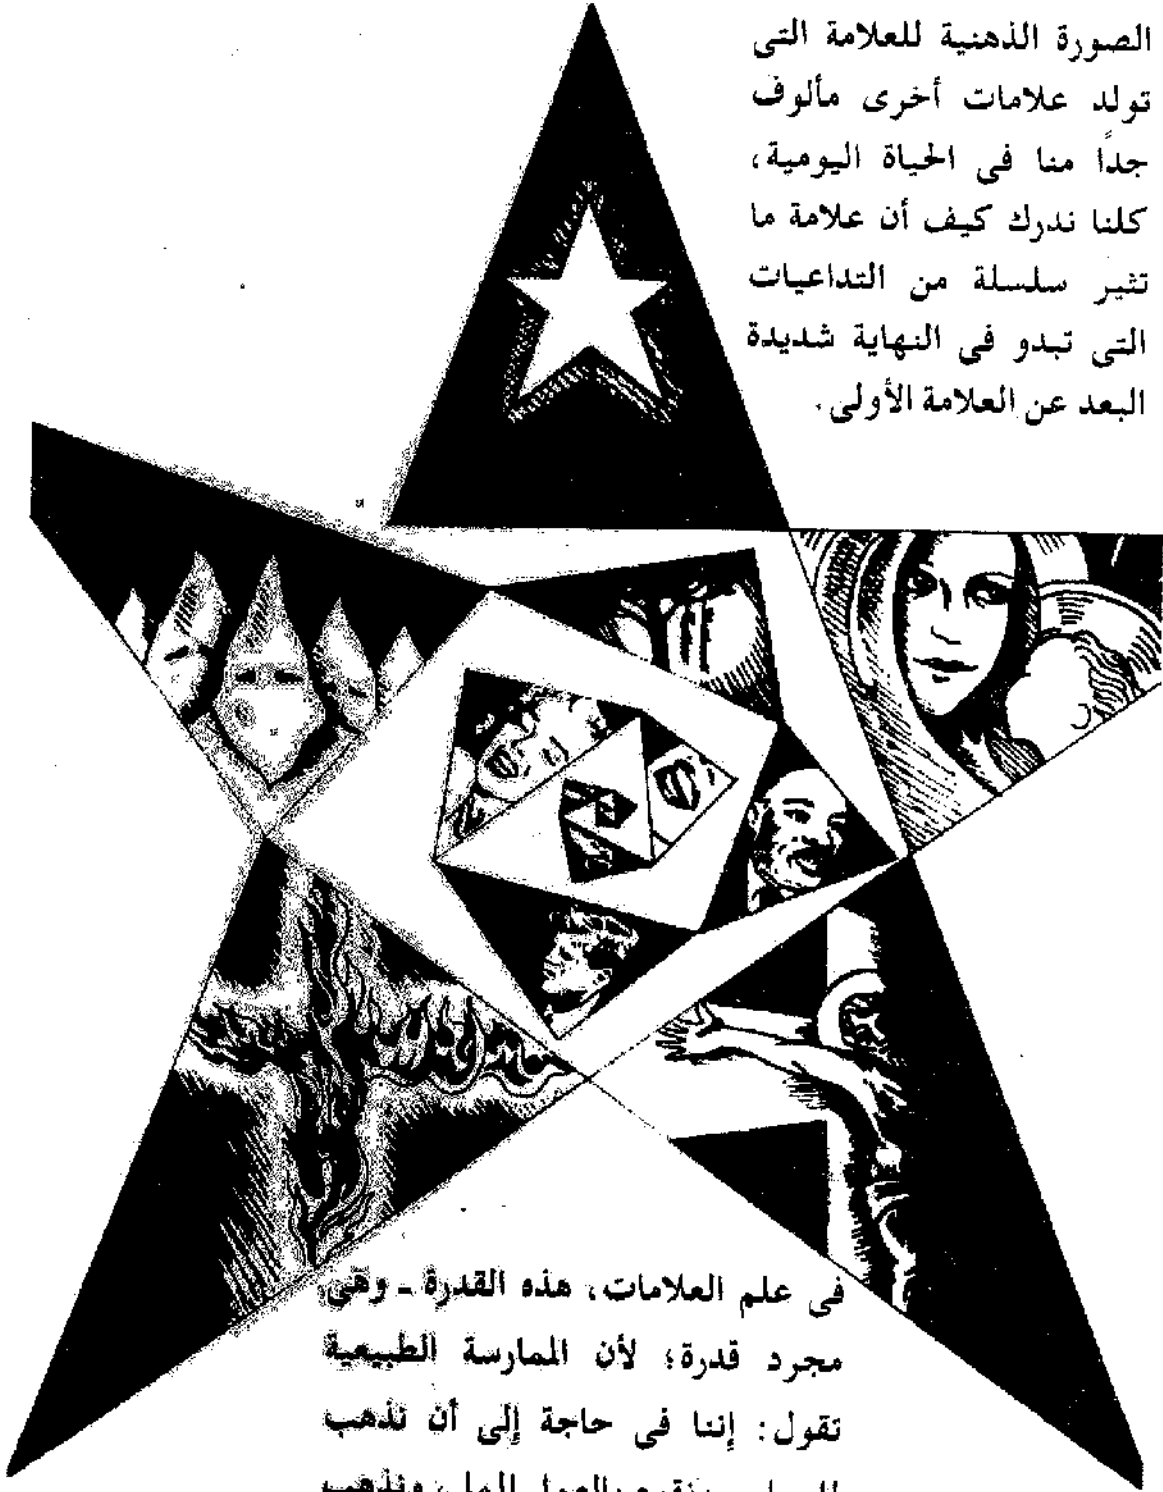 الصورة الذهنية للعلامة التى
تولد علامات أخرى مألوف
جدًا منا فى الحياة اليومية،
كلنا ندرك كيف أن علامة ما
تثير سلسلة من التداعيات
التى تبدو فى النهاية شديدة
البعد عن العلامة الأولى.
فى علم العلامات، هذه القدرة ـ وهى
مجرد قدرة؛ لأن الممارسة الطبيعية
تقول: إننا فى حاجة إلى أن نذهب
ونذهب